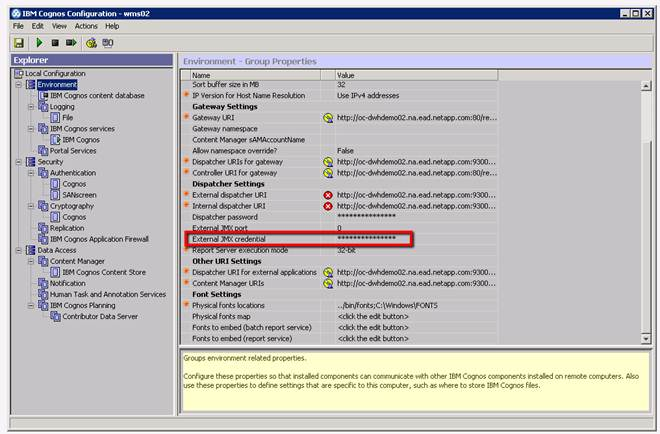 IBM Cognos Configuration - wms02
File Edit View Actions Help
Explorer
Local Configuration
Environment
IBM Cognos content database
Logging
File
IBM Cognos services
IBM Cognos
Portal Services
Security
Authentication
Cognos
SANscreen
Cryptography
Cognos
Replication
IBM Cognos Application Firewall
Data Access
Content Manager
IBM Cognos Content Store
Notification
Human Task and Annotation Services
IBM Cognos Planning
Contributor Data Server
Environment - Group Properties
Name Value
Sort buffer size in MB 32
IP Version for Host Name Resolution Use IPv4 addresses
Gateway Settings
Gateway URI http://oc-dwhdemo02.na.ead.netapp.com:80/re...
Gateway namespace
Content Manager sAMAccountName
Allow namespace override? False
Dispatcher URIs for gateway http://oc-dwhdemo02.na.ead.netapp.com:9300...
Controller URI for gateway http://oc-dwhdemo02.na.ead.netapp.com:80/re...
Dispatcher Settings
External dispatcher URI http://oc-dwhdemo02.na.ead.netapp.com:9300...
Internal dispatcher URI http://oc-dwhdemo02.na.ead.netapp.com:9300...
Dispatcher password ***************
External JMX port 0
External JMX credential ***************
Report Server execution mode 32-bit
Other URI Settings
Dispatcher URI for external applications http://oc-dwhdemo02.na.ead.netapp.com:9300...
Content Manager URIs http://oc-dwhdemo02.na.ead.netapp.com:9300...
Font Settings
Physical fonts locations ../bin/fonts;C:\Windows\FONTS
Physical fonts map <click the edit button>
Fonts to embed (batch report service) <click the edit button>
Fonts to embed (report service) <click the edit button>
Groups environment related properties.
Configure these properties so that installed components can communicate with other IBM Cognos components installed on remote computers. Also
use these properties to define settings that are specific to this computer, such as where to store IBM Cognos files.